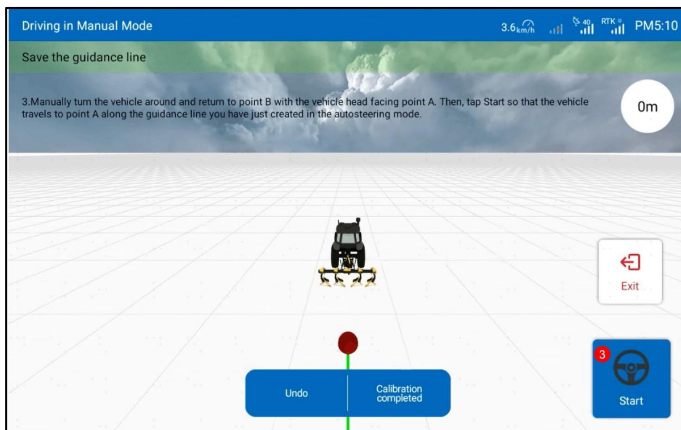 Driving in Manual Mode
3.6 km/h
40
RTK =
PM5:10
Save the guidance line
3.Manually turn the vehicle around and return to point B with the vehicle head facing point A. Then, tap Start so that the vehicle
travels to point A along the guidance line you have just created in the autosteering mode.
0m
Exit
3
Start
Undo
Calibration
completed